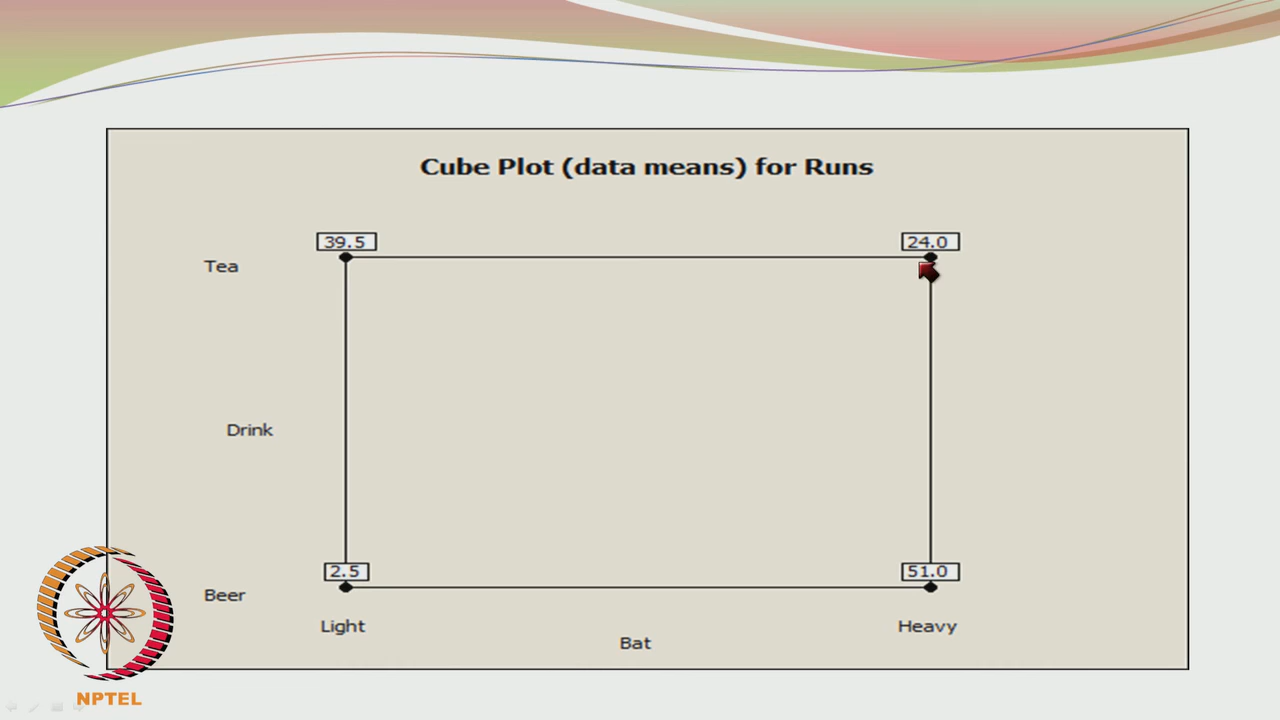 Cube Plot (data means) for Runs
39.5
24.0
Tea
Drink
2.5
51.0
Beer
Light
Heavy
Bat
NPTEL